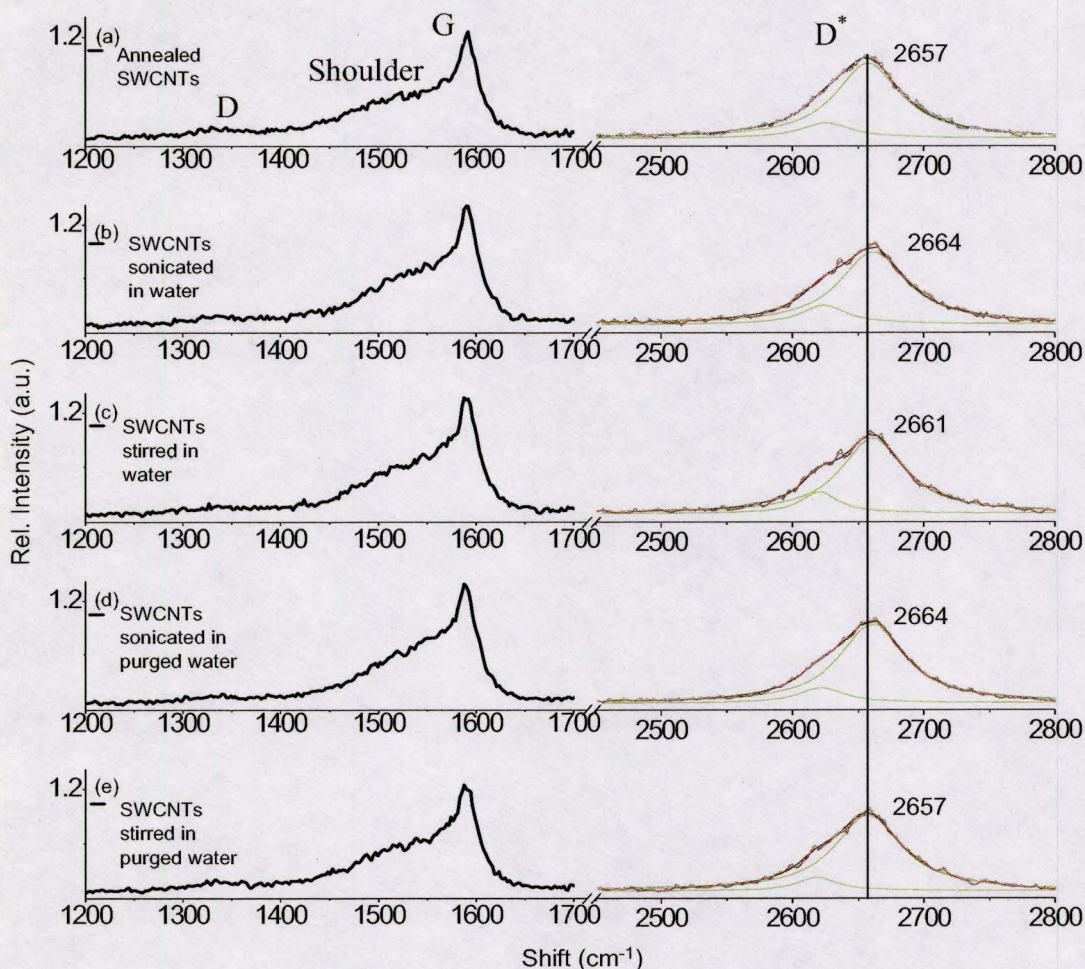 G
D*
1.2
(a)
Annealed
SWCNTs
Shoulder
D
2657
1200 1300 1400 1500 1600 1700 2500 2600 2700 2800
1.2
(b)
SWCNTs
sonicated
in water
2664
1200 1300 1400 1500 1600 1700 2500 2600 2700 2800
1.2
(c)
SWCNTs
stirred in
water
2661
1200 1300 1400 1500 1600 1700 2500 2600 2700 2800
1.2
(d)
SWCNTs
sonicated in
purged water
2664
1200 1300 1400 1500 1600 1700 2500 2600 2700 2800
1.2
(e)
SWCNTs
stirred in
purged water
2657
1200 1300 1400 1500 1600 1700 2500 2600 2700 2800
Rel. Intensity (a.u.)
Shift (cm⁻¹)